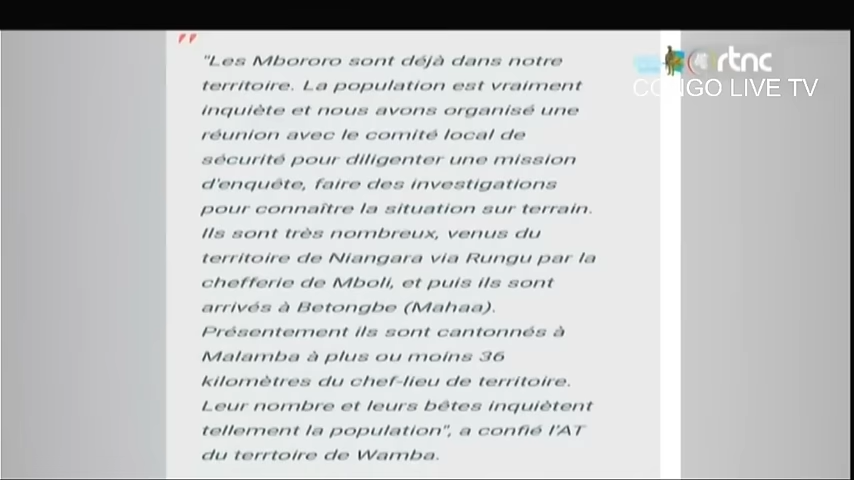 "
"Les Mbororo sont déjà dans notre
territoire. La population est vraiment
inquiète et nous avons organisé une
réunion avec le comité local de
sécurité pour diligenter une mission
d'enquête, faire des investigations
pour connaître la situation sur terrain.
Ils sont très nombreux, venus du
territoire de Niangara via Rungu par la
chefferie de Mboli, et puis ils sont
arrivés à Betongbe (Mahaa).
Présentement ils sont cantonnés à
Malamba à plus ou moins 36
kilomètres du chef-lieu de territoire.
Leur nombre et leurs bêtes inquiètent
tellement la population", a confié l'AT
du terrtoire de Wamba.
rtnc
CONGO LIVE TV